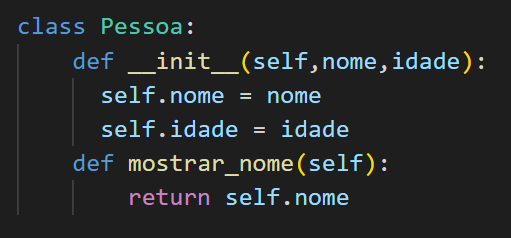 class Pessoa:
    def __init__(self,nome,idade):
      self.nome = nome
      self.idade = idade
    def mostrar_nome(self):
        return self.nome